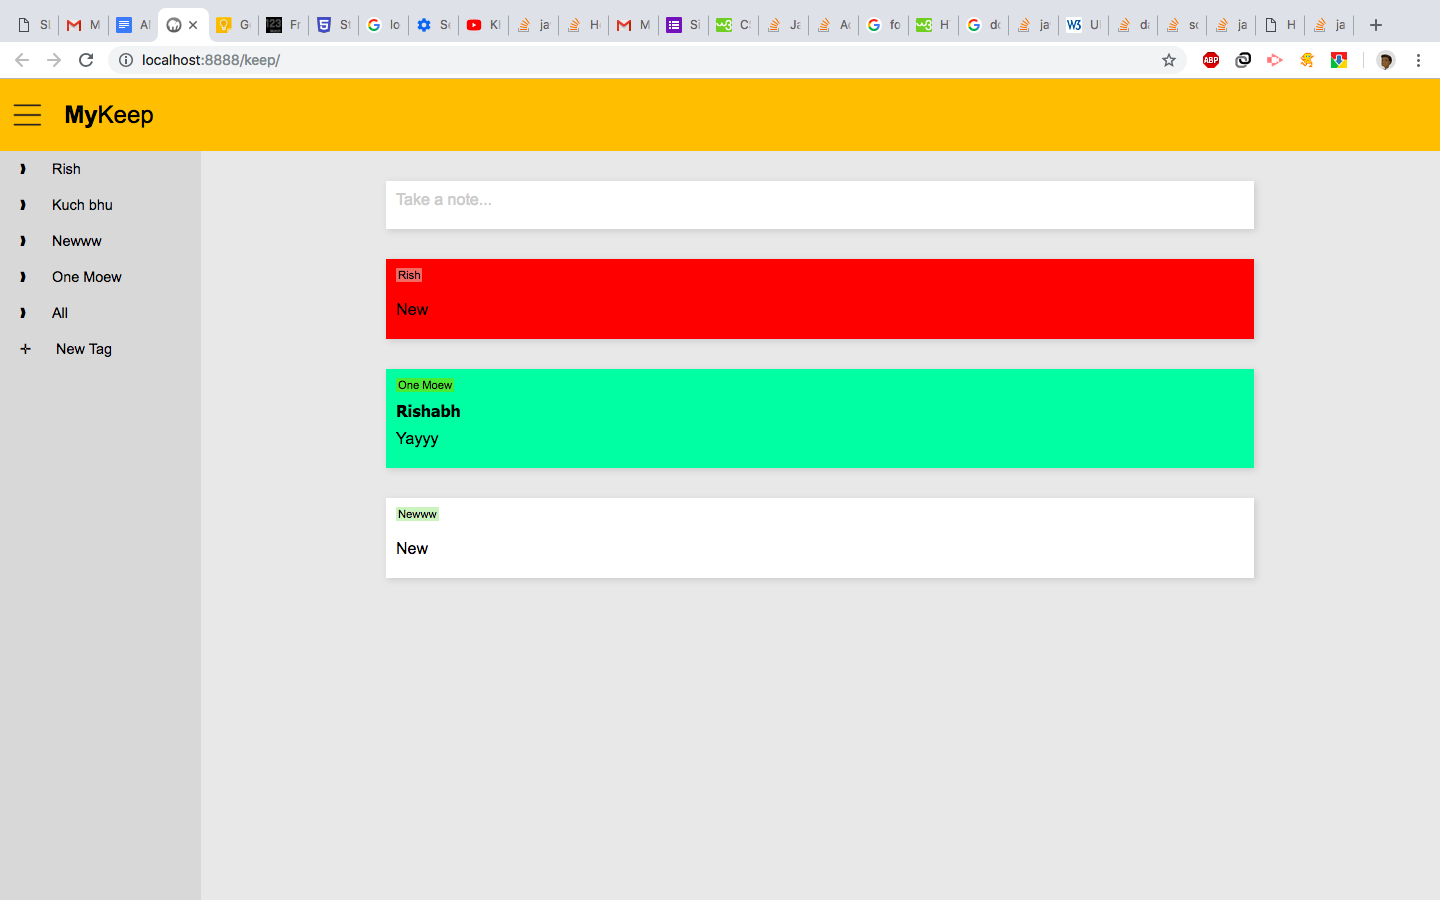 localhost:8888/keep/
ABP
MyKeep
Rish
Kuch bhu
Newww
One Moew
All
New Tag
Take a note...
Rish
New
One Moew
Rishabh
Yayyy
Newww
New